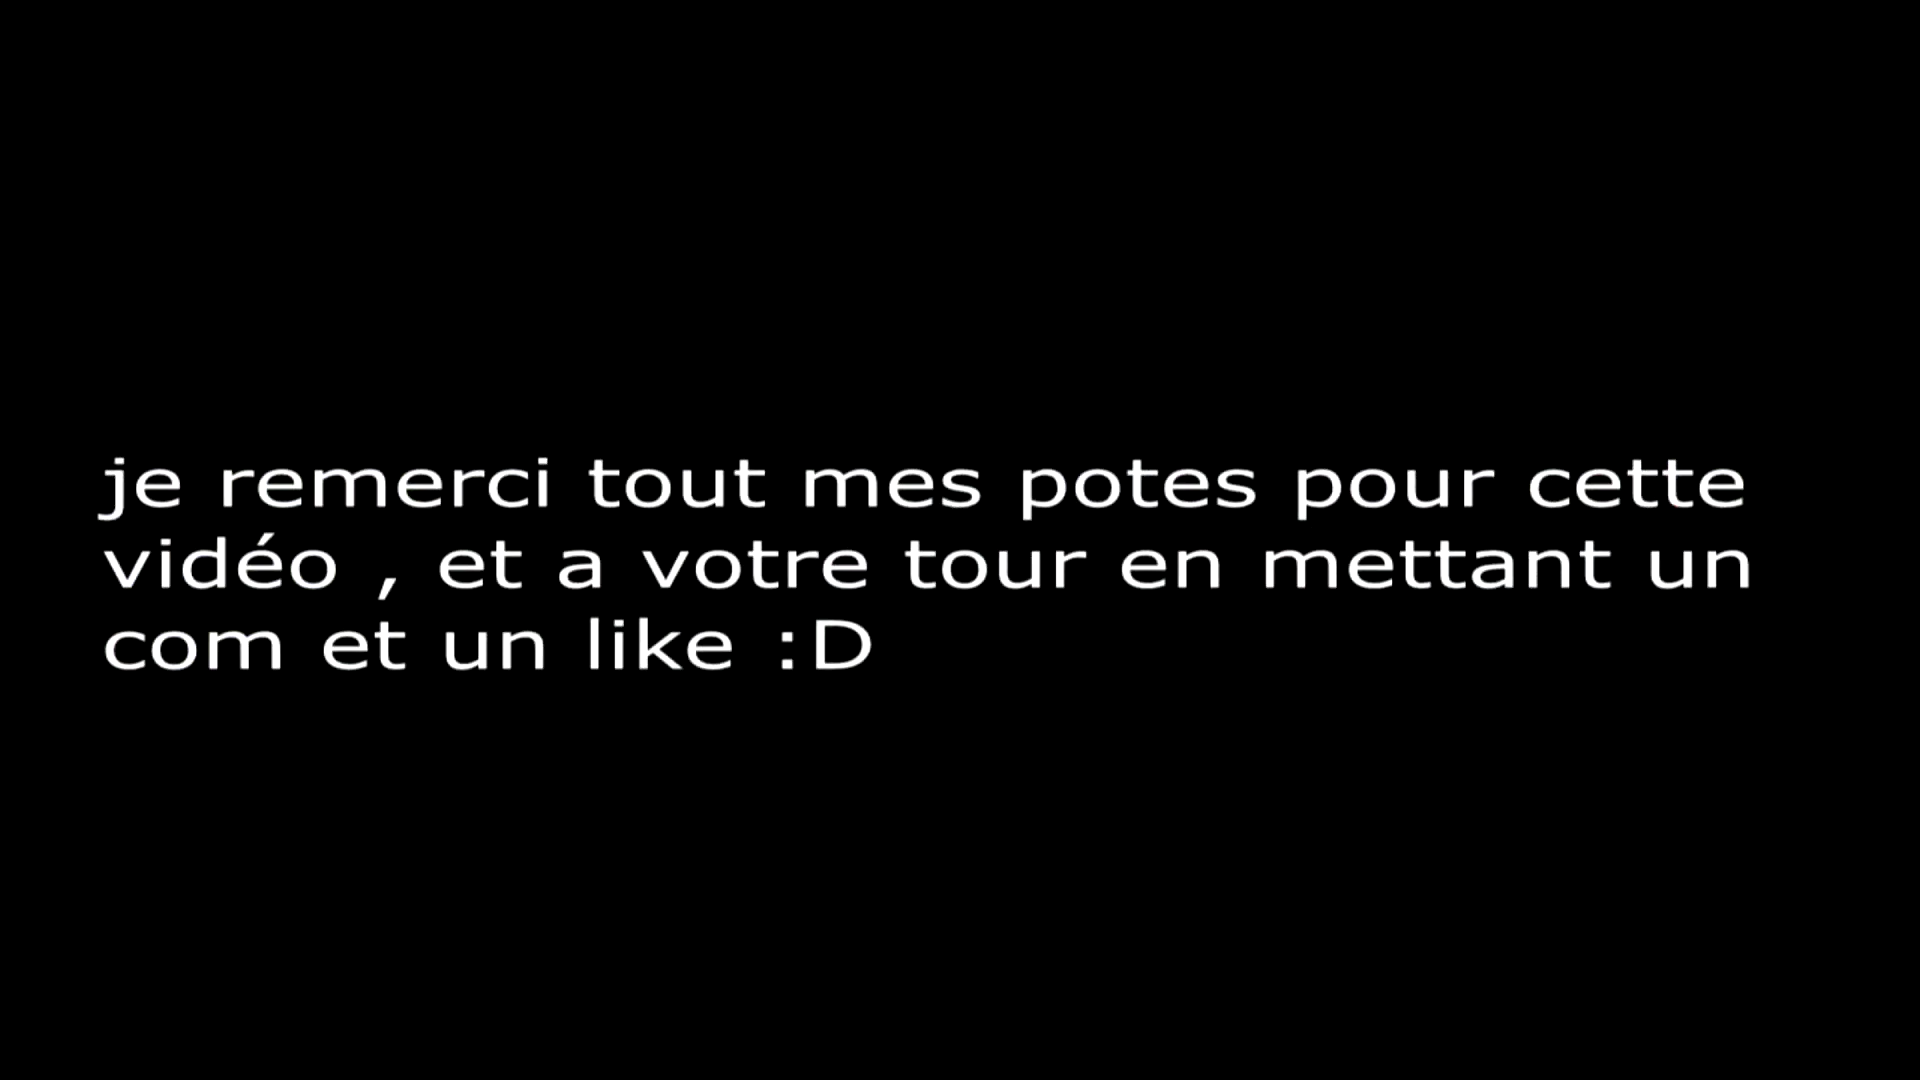 je remerci tout mes potes pour cette
vidéo , et a votre tour en mettant un
com et un like :D